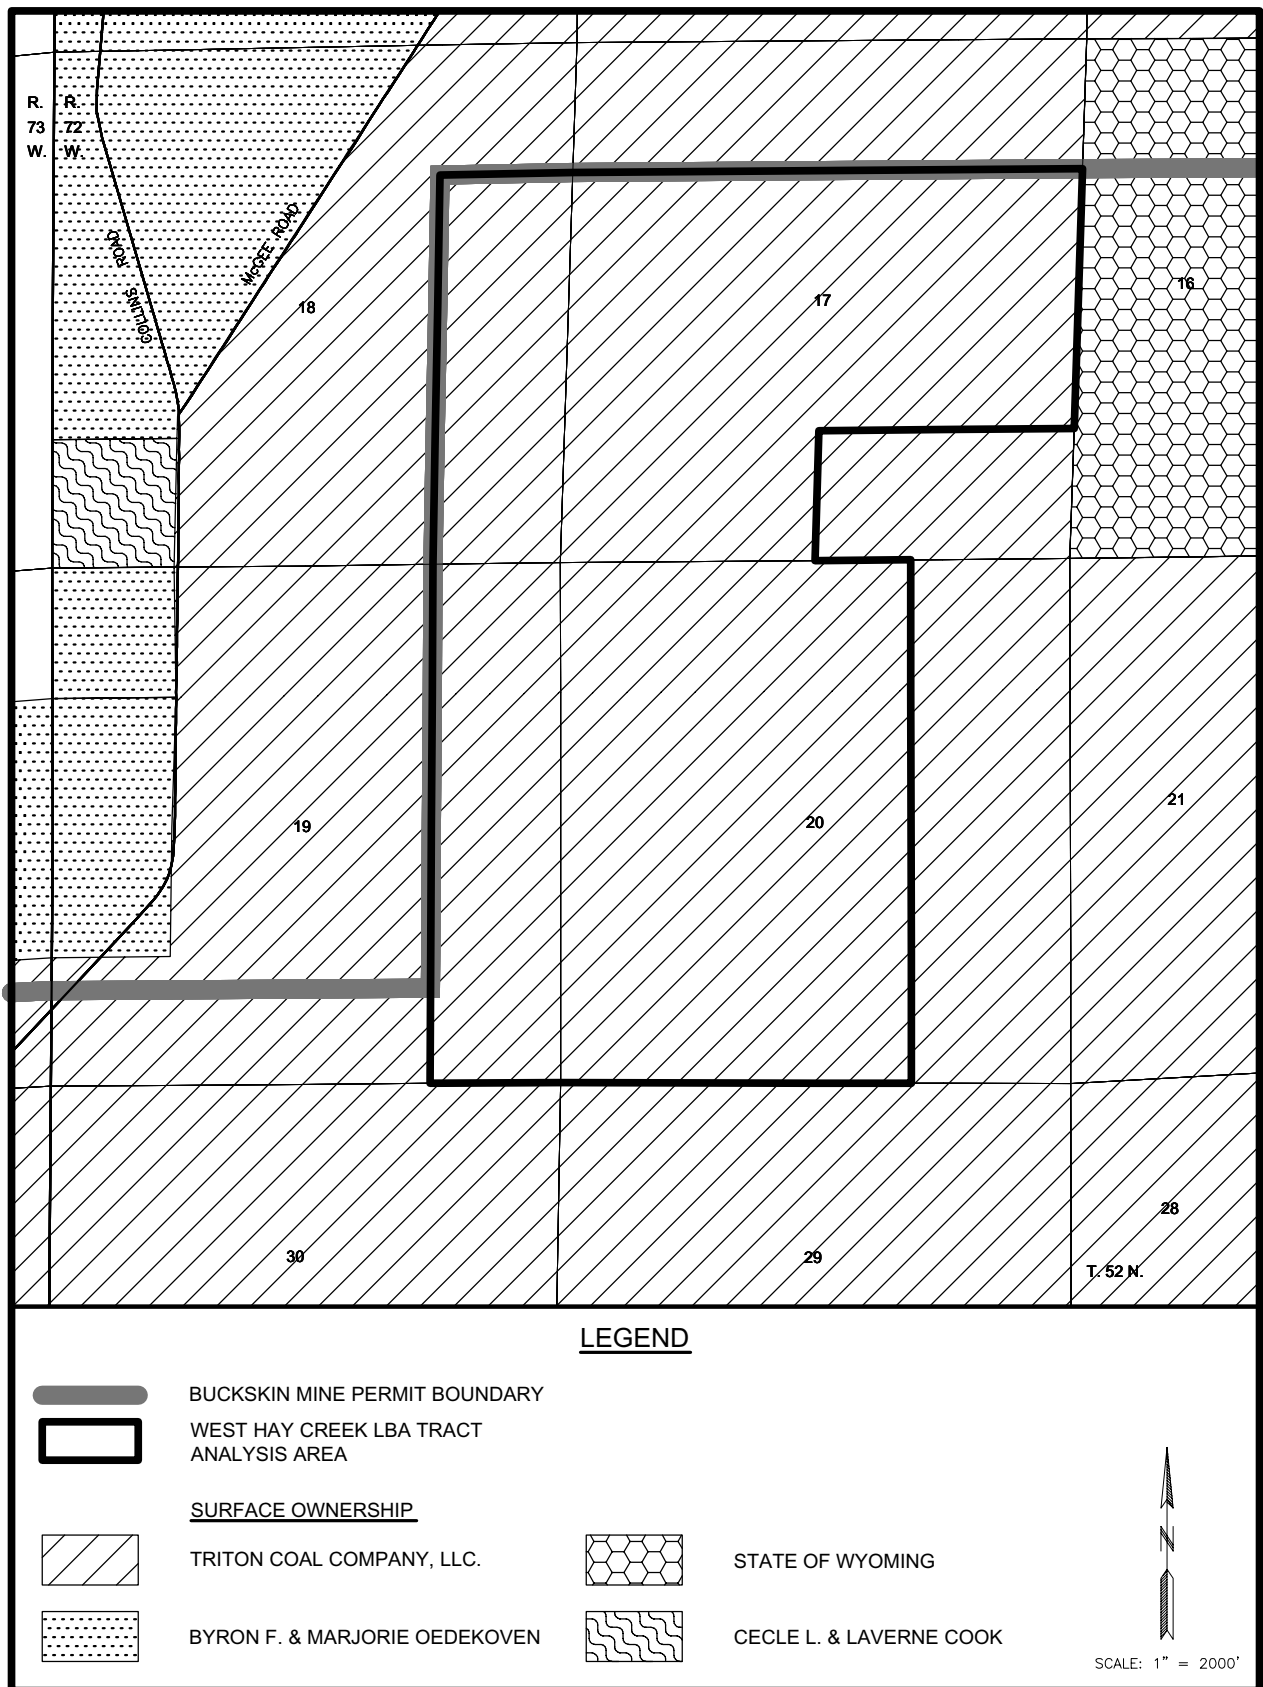 R. R.
73 72
W. W.
COLLINS ROAD
McGEE ROAD
18
17
16
19
20
21
30
29
28
T. 52 N.
LEGEND
BUCKSKIN MINE PERMIT BOUNDARY
WEST HAY CREEK LBA TRACT
ANALYSIS AREA
SURFACE OWNERSHIP
TRITON COAL COMPANY, LLC.
STATE OF WYOMING
BYRON F. & MARJORIE OEDEKOVEN
CECLE L. & LAVERNE COOK
N
SCALE: 1" = 2000'